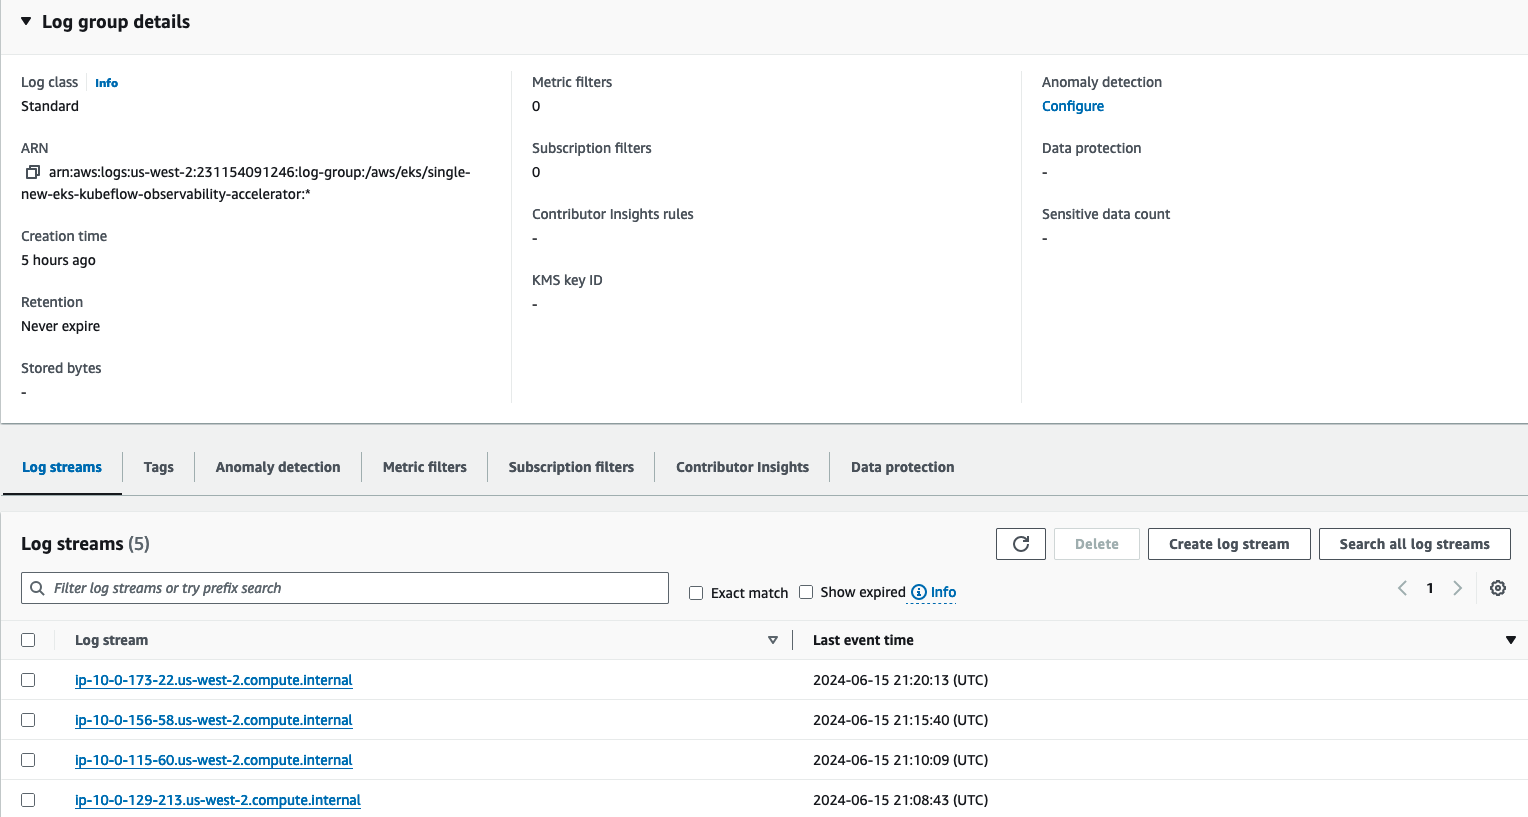 Log group details
Log class Info
Standard
ARN
arn:aws:logs:us-west-2:231154091246:log-group:/aws/eks/single-
new-eks-kubeflow-observability-accelerator:*
Creation time
5 hours ago
Retention
Never expire
Stored bytes
-
Metric filters
0
Subscription filters
0
Contributor Insights rules
-
KMS key ID
-
Anomaly detection
Configure
Data protection
-
Sensitive data count
-
Log streams Tags Anomaly detection Metric filters Subscription filters Contributor Insights Data protection
Log streams (5) Delete Create log stream Search all log streams
Filter log streams or try prefix search Exact match Show expired Info 1
Log stream Last event time
ip-10-0-173-22.us-west-2.compute.internal 2024-06-15 21:20:13 (UTC)
ip-10-0-156-58.us-west-2.compute.internal 2024-06-15 21:15:40 (UTC)
ip-10-0-115-60.us-west-2.compute.internal 2024-06-15 21:10:09 (UTC)
ip-10-0-129-213.us-west-2.compute.internal 2024-06-15 21:08:43 (UTC)